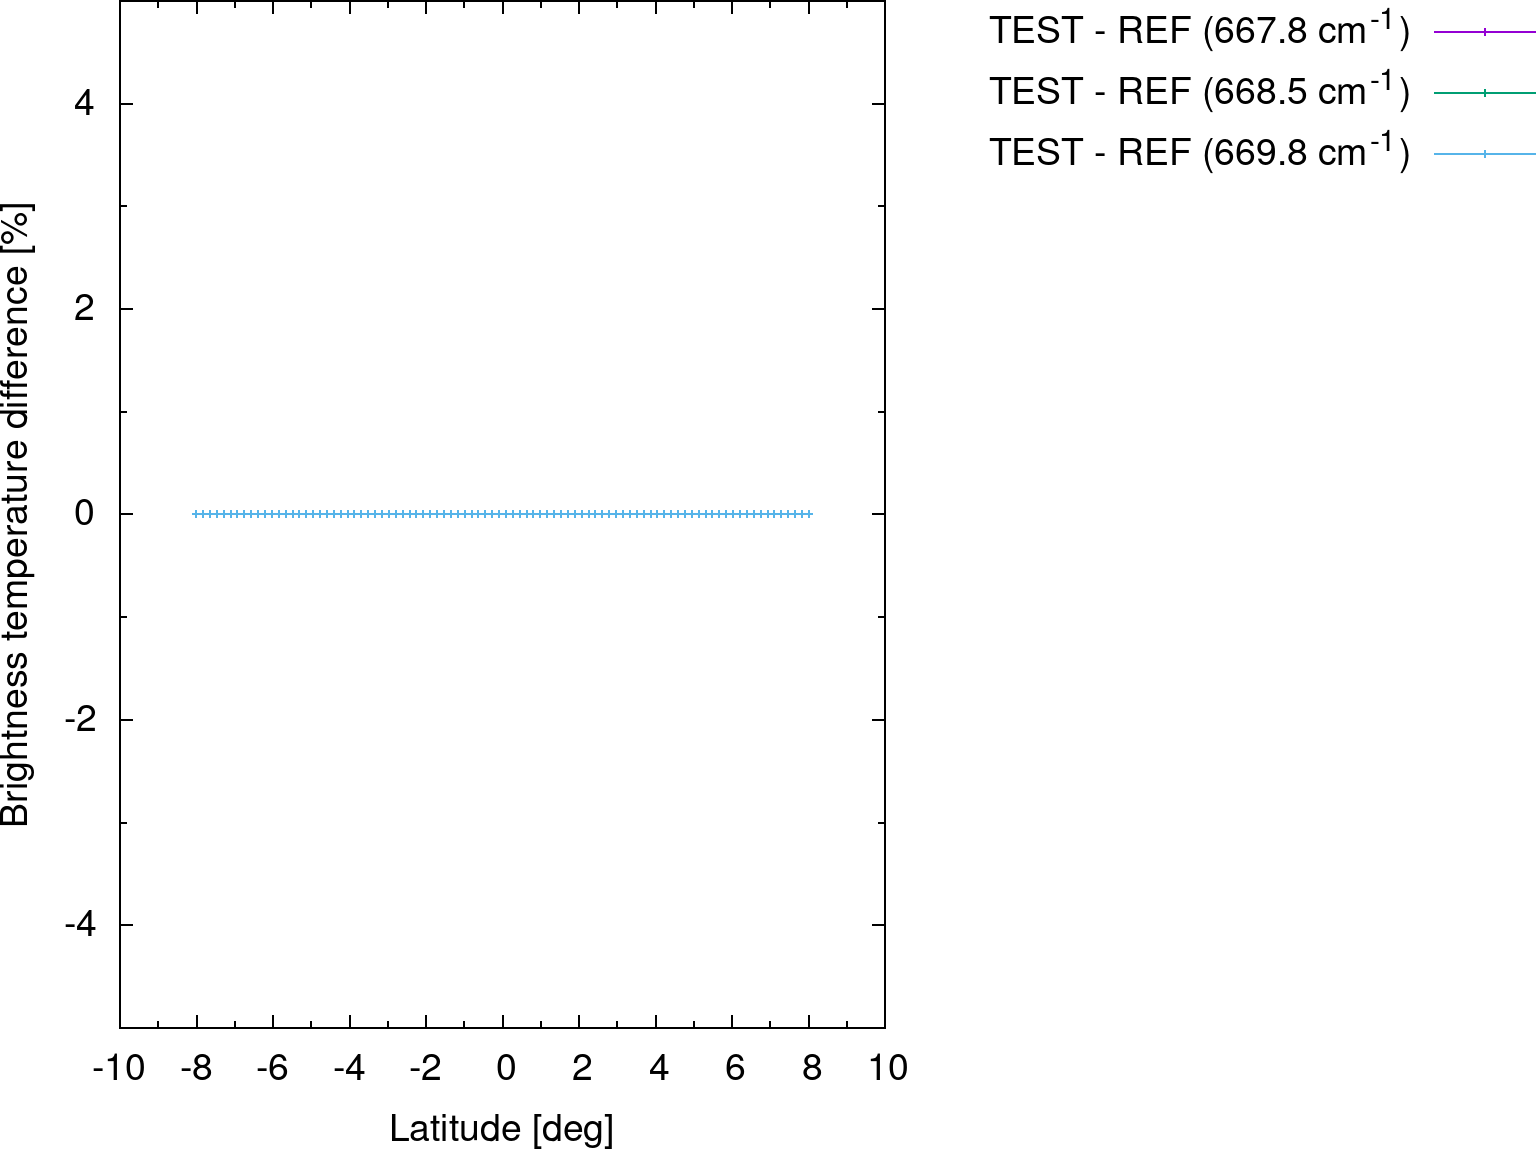 TEST - REF (667.8 cm⁻¹)
TEST - REF (668.5 cm⁻¹)
TEST - REF (669.8 cm⁻¹)
Brightness temperature difference [%]
4
2
0
-2
-4
-10 -8 -6 -4 -2 0 2 4 6 8 10
Latitude [deg]